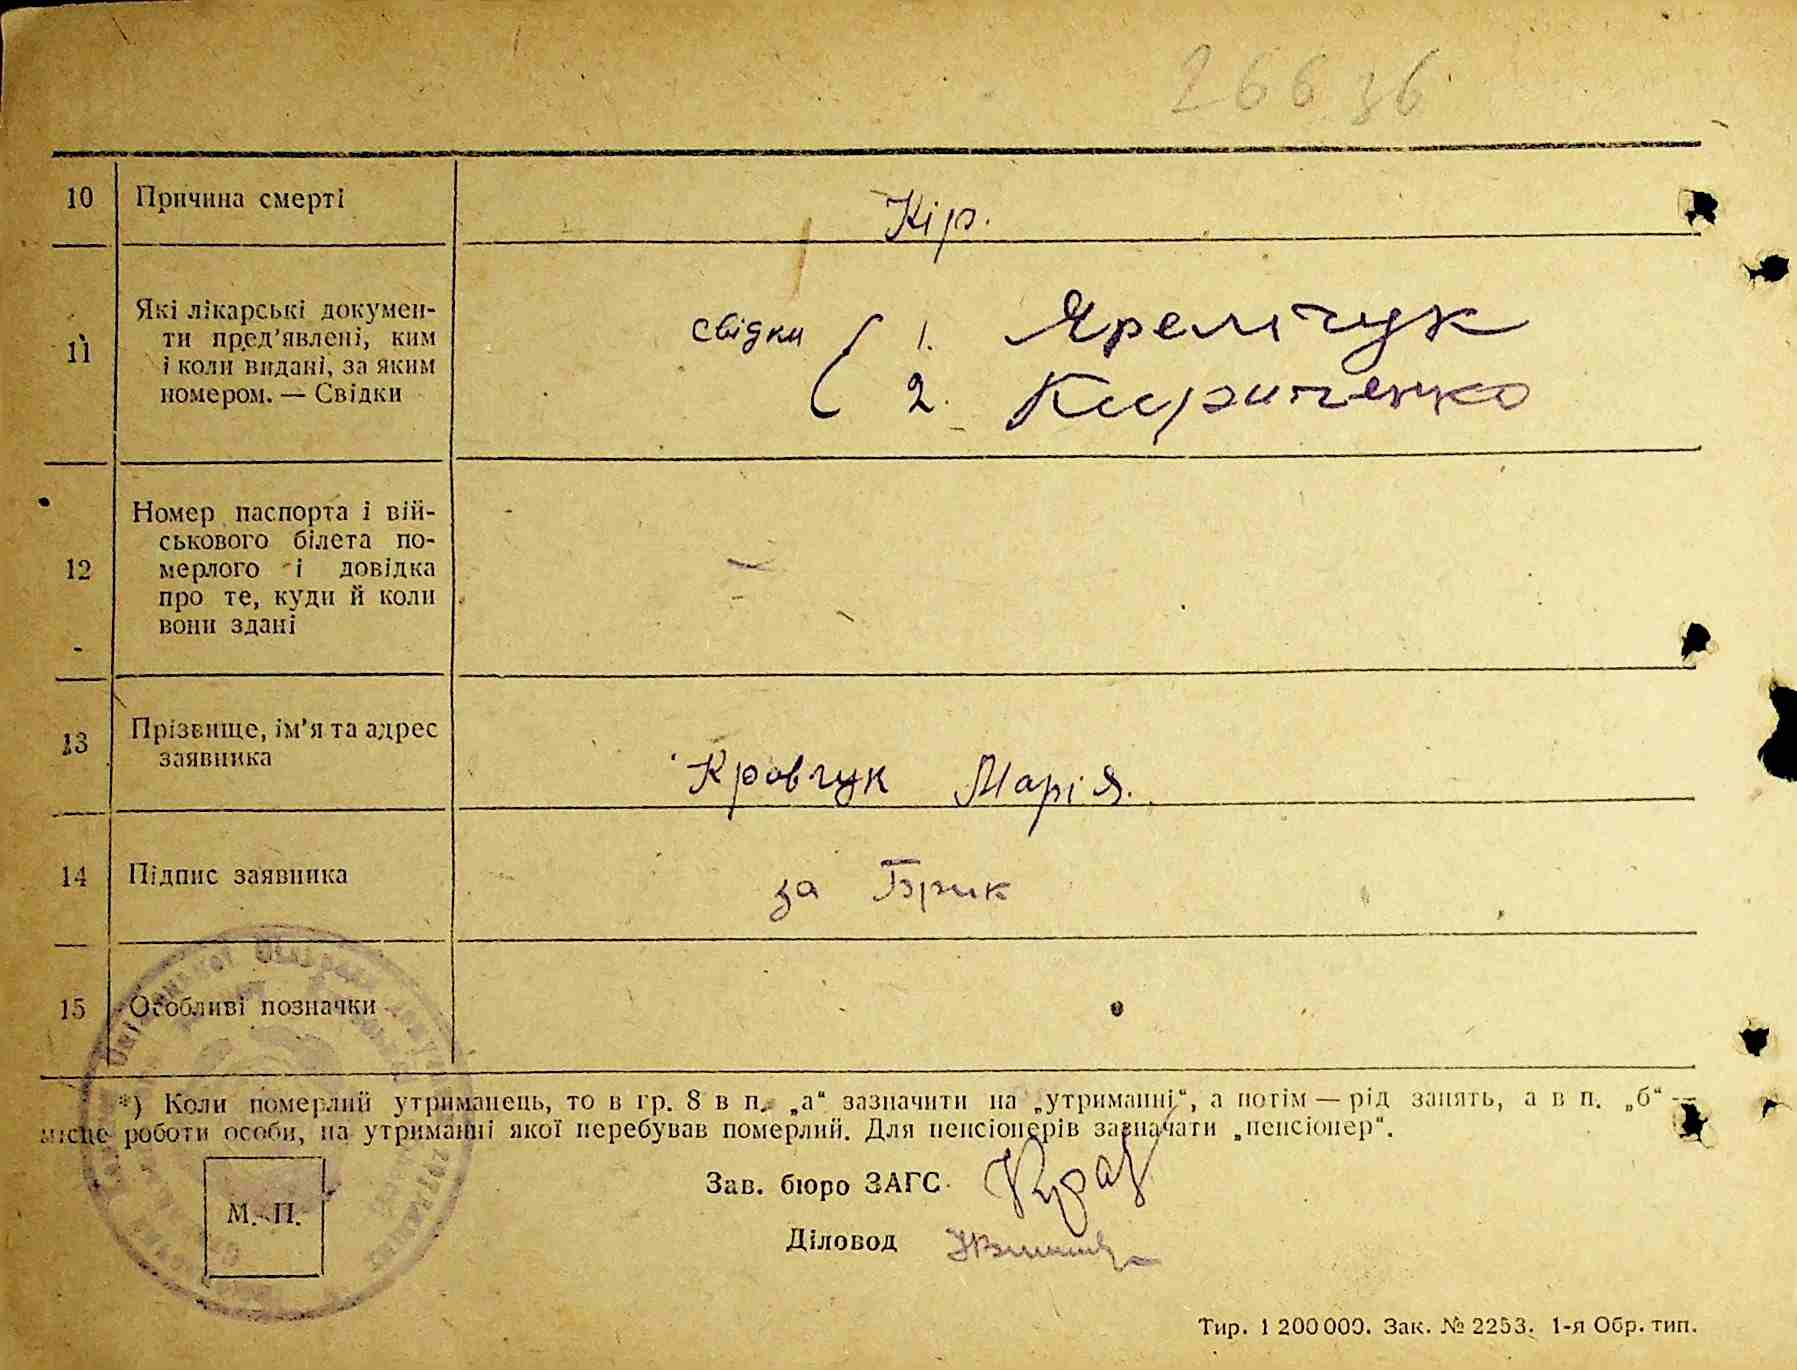 26636
10 Причина смерті Кір.
Які лікарські докумен-
ти пред'явлені, ким
11 і коли видані, за яким
номером. — Свідки
свідки ( 1. Яремчук
2. Кириченко
Номер паспорта і вій-
ськового білета по-
12 мерлого і довідка
про те, куди й коли
вони здані
—
13 Прізвище, ім'я та адрес
заявника
Кровчук Марія.
14 Підпис заявника за Брик
15 Особливі позначки
*) Коли померлий утриманець, то в гр. 8 в п. „а“ зазначити на „утриманні“, а потім — рід занять, а в п. „б“ —
місце роботи особи, на утриманні якої перебував померлий. Для пенсіонерів зазначати „пенсіонер“.
Зав. бюро ЗАГС
М. П.
Діловод
Тир. 1 200 000. Зак. № 2253. 1-я Обр. тип.